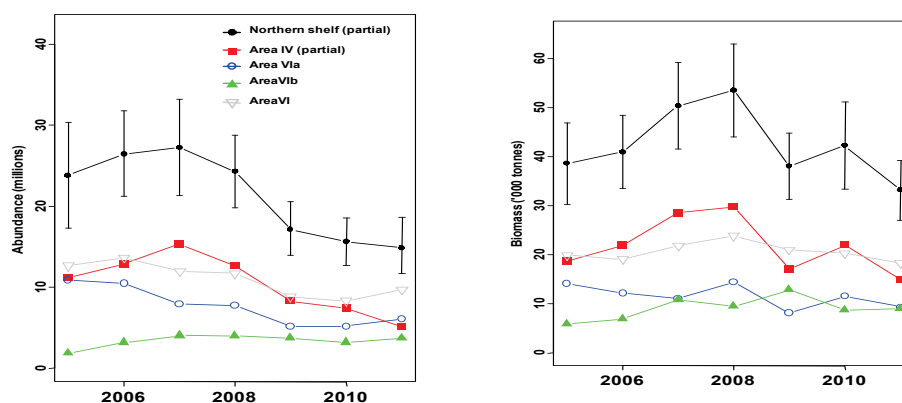 Abundance (millions)
40
30
20
10
0
2006 2008 2010
Northern shelf (partial)
Area IV (partial)
Area VIa
AreaVIb
AreaVI
Biomass ('000 tonnes)
60
50
40
30
20
10
0
2006 2008 2010